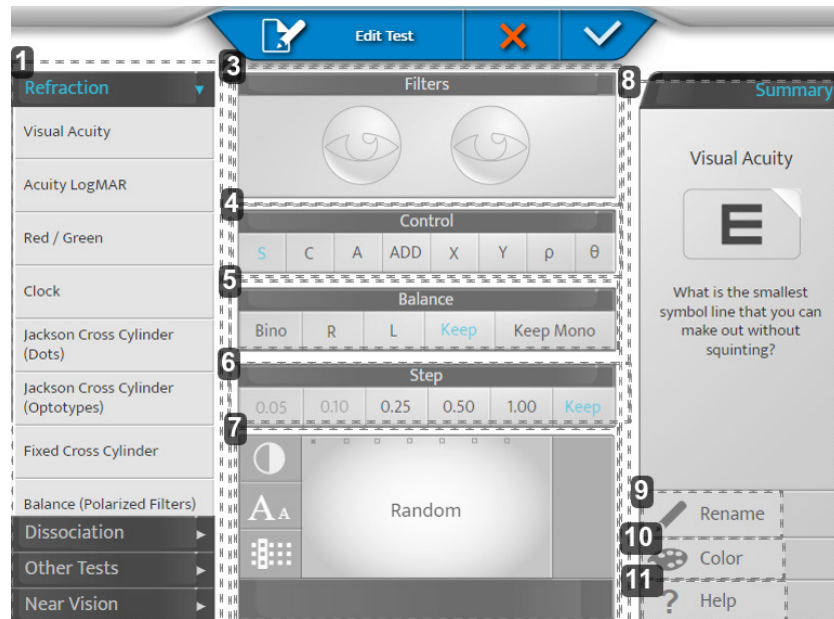 Edit Test
1
Refraction
Visual Acuity
Acuity LogMAR
Red / Green
Clock
Jackson Cross Cylinder
(Dots)
Jackson Cross Cylinder
(Optotypes)
Fixed Cross Cylinder
Balance (Polarized Filters)
Dissociation
Other Tests
Near Vision
3
Filters
4
Control
S C A ADD X Y ρ θ
5
Balance
Bino R L Keep Keep Mono
6
Step
0.05 0.10 0.25 0.50 1.00 Keep
7
A A
Random
8
Summary
Visual Acuity
E
What is the smallest
symbol line that you can
make out without
squinting?
9
Rename
10
Color
11
? Help